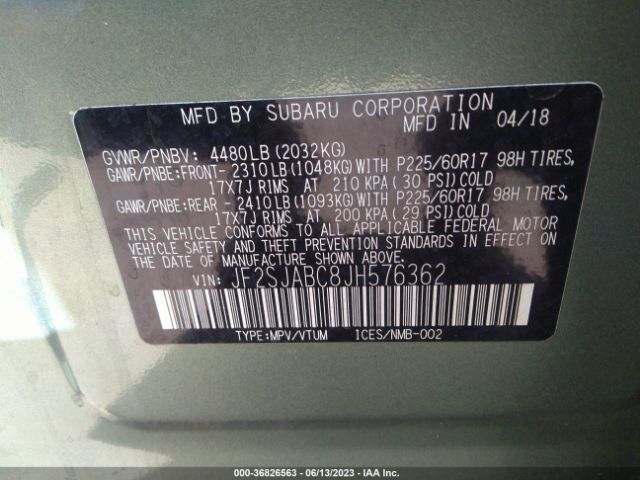 MFD BY SUBARU CORPORATION
MFD IN 04/18
GVWR/PNBV: 4480LB (2032KG)
GAWR/PNBE:FRONT- 2310LB(1048KG)WITH P225/60R17 98H TIRES,
17X7J RIMS AT 210 KPA(30 PSI)COLD
GAWR/PNBE:REAR - 2410LB(1093KG)WITH P225/60R17 98H TIRES,
17X7J RIMS AT 200 KPA(29 PSI)COLD
THIS VEHICLE CONFORMS TO ALL APPLICABLE FEDERAL MOTOR
VEHICLE SAFETY AND THEFT PREVENTION STANDARDS IN EFFECT ON THE
DATE OF MANUFACTURE SHOWN ABOVE.
VIN: JF2SJABC8JH576362
TYPE:MPV/VTUM ICES/NMB-002
000-36826563 - 06/13/2023 - IAA Inc.